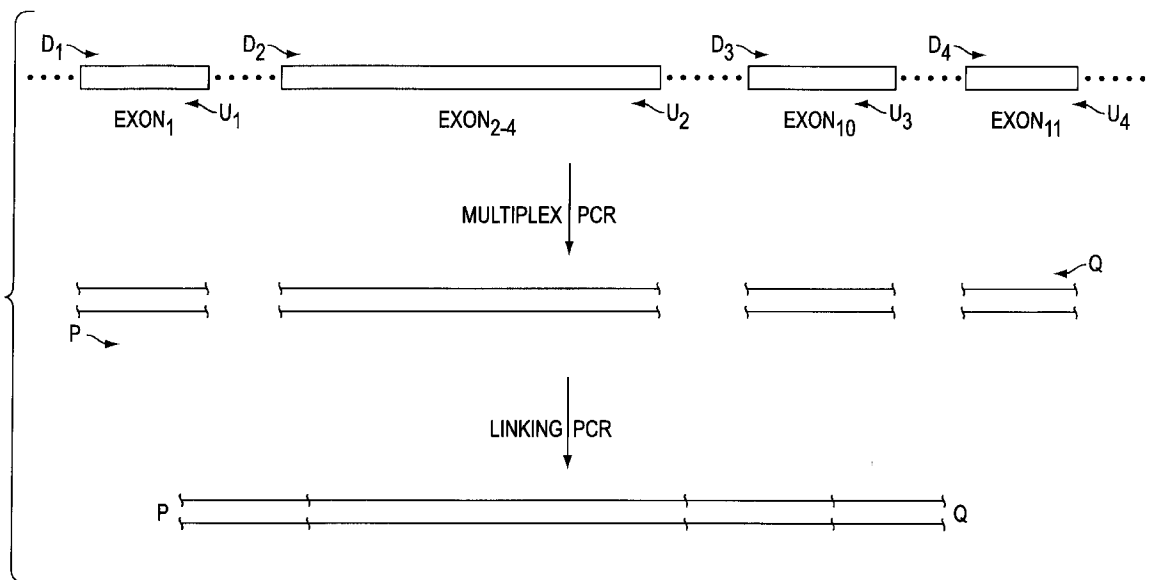 D₁ D₂ D₃ D₄
U₁ U₂ U₃ U₄
EXON₁ EXON₂₋₄ EXON₁₀ EXON₁₁
MULTIPLEX PCR
Q
P
LINKING PCR
P Q